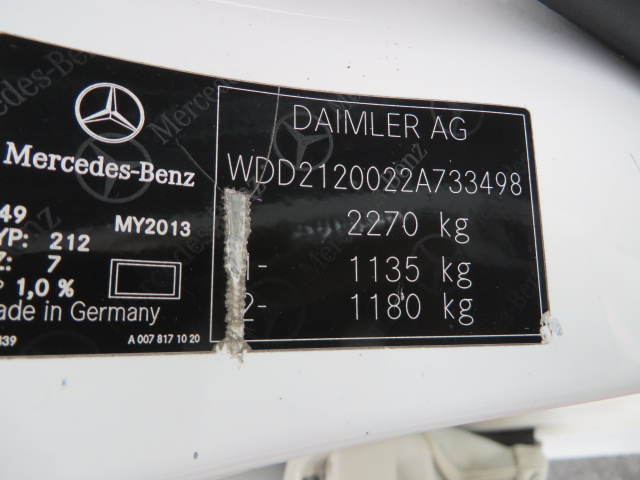 Mercedes-Benz
49
YP: 212 MY2013
Z: 7
P 1,0 %
ade in Germany
839 A 007 817 10 20
DAIMLER AG
WDD2120022A733498
2270 kg
1- 1135 kg
2- 1180 kg